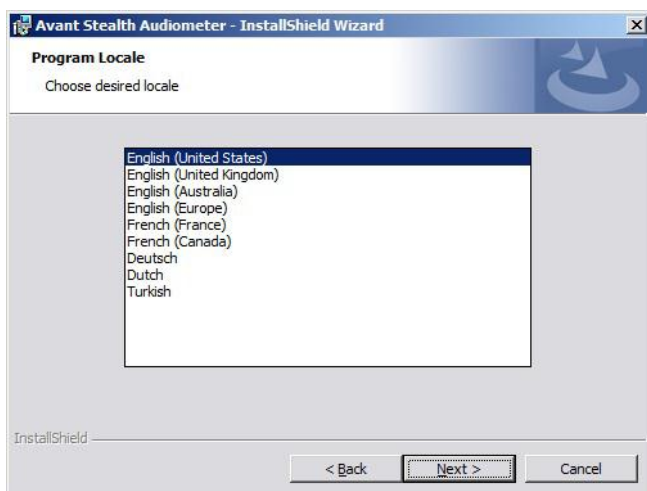 Avant Stealth Audiometer - InstallShield Wizard
Program Locale
Choose desired locale
English (United States)
English (United Kingdom)
English (Australia)
English (Europe)
French (France)
French (Canada)
Deutsch
Dutch
Turkish
InstallShield
< Back
Next >
Cancel